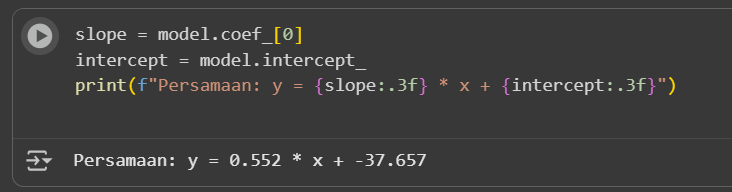 slope = model.coef_[0]
intercept = model.intercept_
print(f"Persamaan: y = {slope:.3f} * x + {intercept:.3f}")
Persamaan: y = 0.552 * x + -37.657